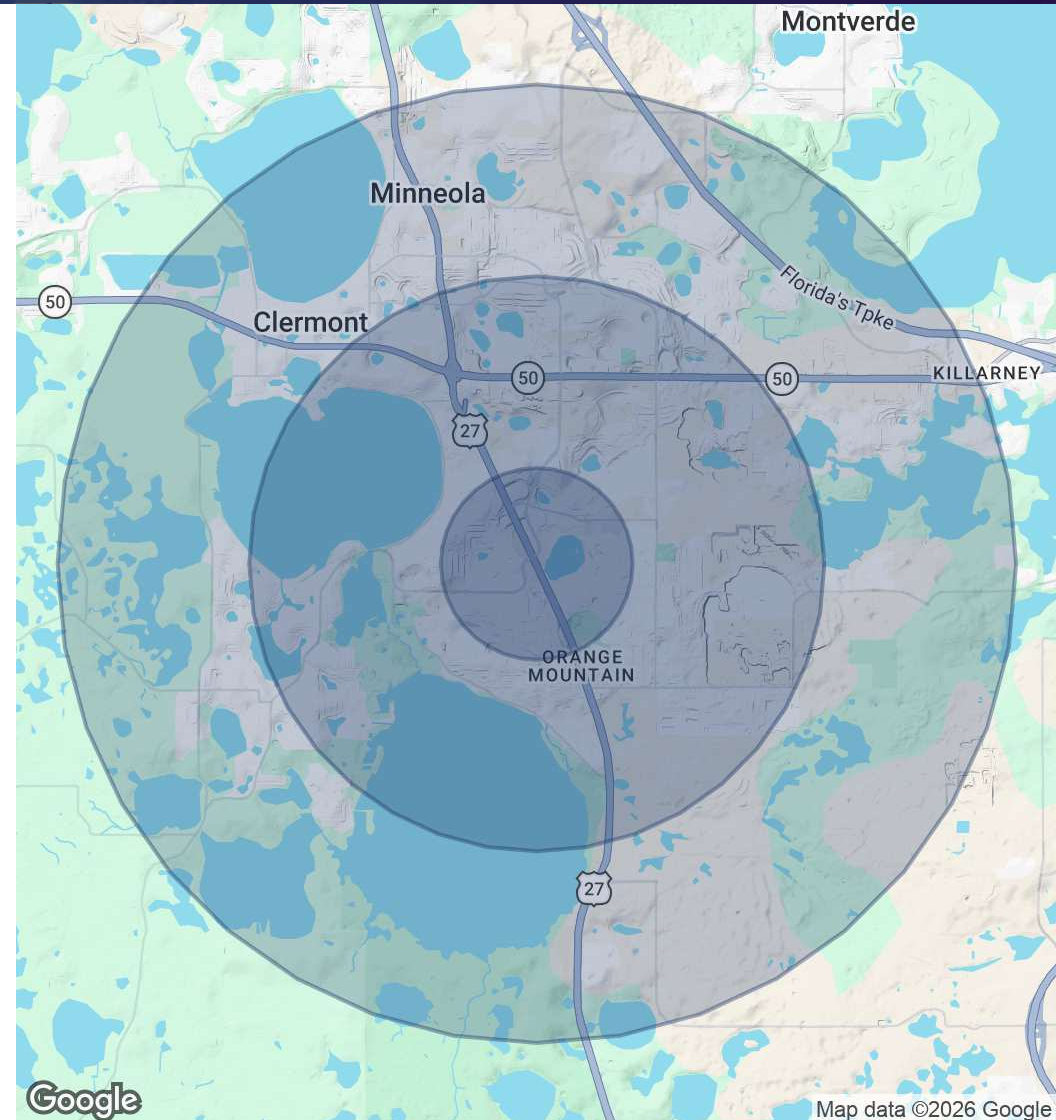 Montverde
Minneola
Florida's Tpke
50
Clermont
KILLARNEY
50
50
27
ORANGE
MOUNTAIN
27
Google
Map data ©2026 Google